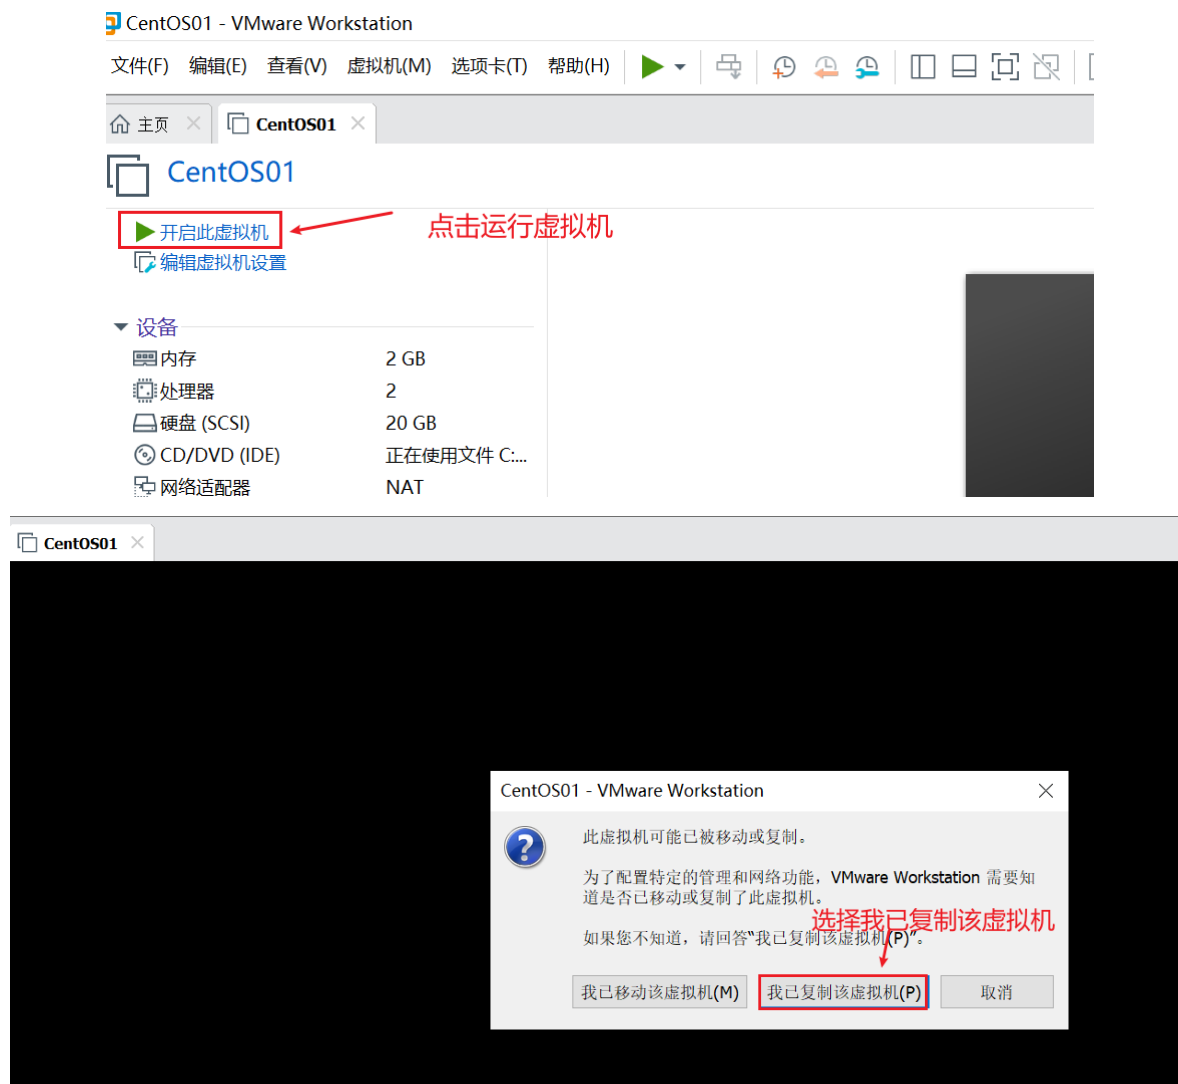 CentOS01 - VMware Workstation
文件(F) 编辑(E) 查看(V) 虚拟机(M) 选项卡(T) 帮助(H)
主页 CentOS01
CentOS01
开启此虚拟机 点击运行虚拟机
编辑虚拟机设置
设备
内存 2 GB
处理器 2
硬盘 (SCSI) 20 GB
CD/DVD (IDE) 正在使用文件 C:...
网络适配器 NAT
CentOS01
CentOS01 - VMware Workstation
此虚拟机可能已被移动或复制。
为了配置特定的管理和网络功能，VMware Workstation 需要知
道是否已移动或复制了此虚拟机。
选择我已复制该虚拟机
如果您不知道，请回答“我已复制该虚拟机(P)”。
我已移动该虚拟机(M) 我已复制该虚拟机(P) 取消